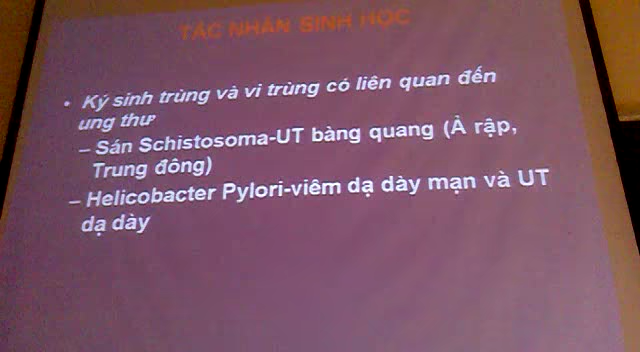 TÁC NHÂN SINH HỌC
• Ký sinh trùng và vi trùng có liên quan đến
ung thư
– Sán Schistosoma-UT bàng quang (Ả rập,
Trung đông)
– Helicobacter Pylori-viêm dạ dày mạn và UT
dạ dày